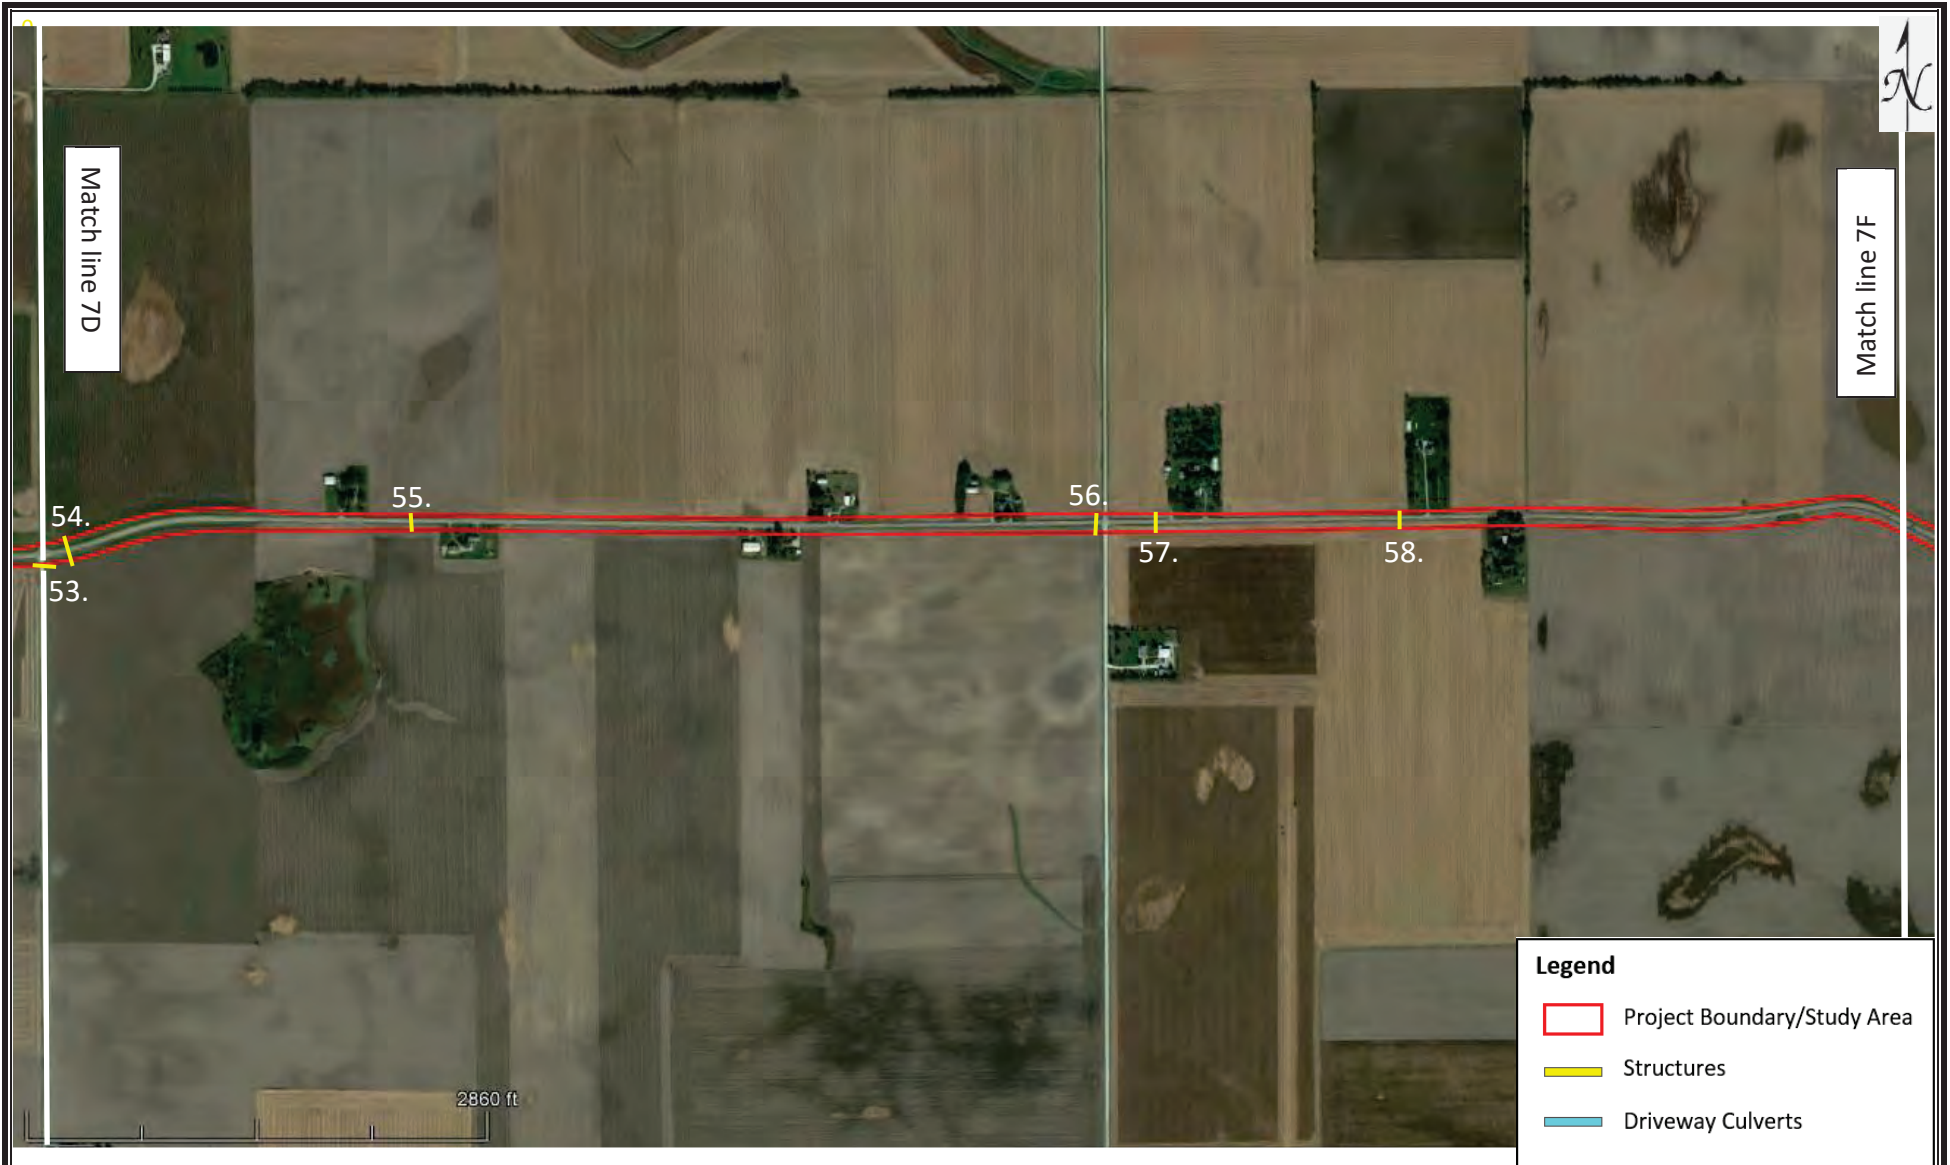 N
Match line 7D
Match line 7F
54.
55.
56.
53.
57.
58.
2860 ft
Legend
Project Boundary/Study Area
Structures
Driveway Culverts